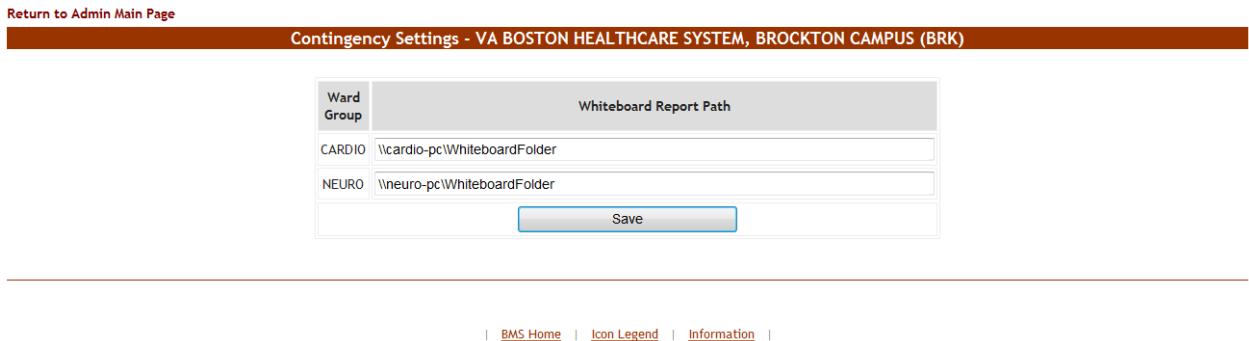 Return to Admin Main Page
Contingency Settings - VA BOSTON HEALTHCARE SYSTEM, BROCKTON CAMPUS (BRK)
Ward Group Whiteboard Report Path
CARDIO \\cardio-pc\WhiteboardFolder
NEURO \\neuro-pc\WhiteboardFolder
Save
| BMS Home | Icon Legend | Information |